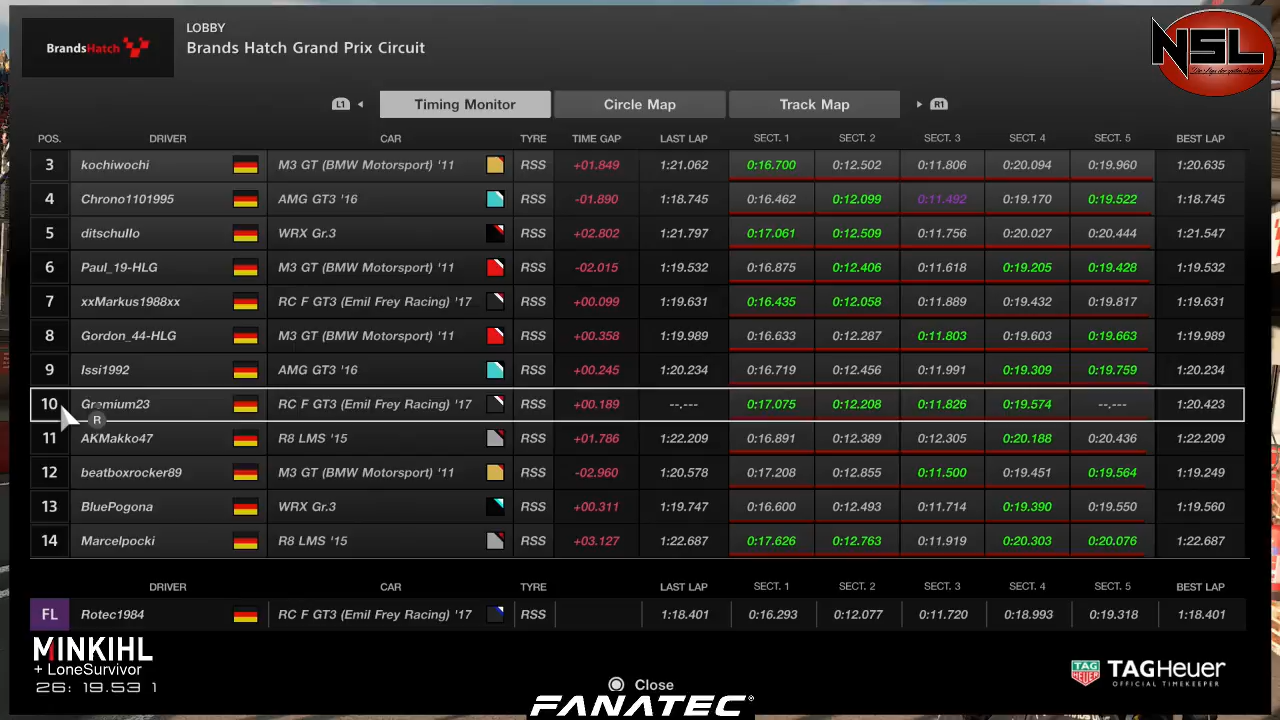 LOBBY
BrandsHatch Brands Hatch Grand Prix Circuit
NSL
L1 Timing Monitor Circle Map Track Map R1
POS. DRIVER CAR TYRE TIME GAP LAST LAP SECT. 1 SECT. 2 SECT. 3 SECT. 4 SECT. 5 BEST LAP
3 kochiwochi M3 GT (BMW Motorsport) '11 RSS +01.849 1:21.062 0:16.700 0:12.502 0:11.806 0:20.094 0:19.960 1:20.635
4 Chrono1101995 AMG GT3 '16 RSS -01.890 1:18.745 0:16.462 0:12.099 0:11.492 0:19.170 0:19.522 1:18.745
5 ditschullo WRX Gr.3 RSS +02.802 1:21.797 0:17.061 0:12.509 0:11.756 0:20.027 0:20.444 1:21.547
6 Paul_19-HLG M3 GT (BMW Motorsport) '11 RSS -02.015 1:19.532 0:16.875 0:12.406 0:11.618 0:19.205 0:19.428 1:19.532
7 xxMarkus1988xx RC F GT3 (Emil Frey Racing) '17 RSS +00.099 1:19.631 0:16.435 0:12.058 0:11.889 0:19.432 0:19.817 1:19.631
8 Gordon_44-HLG M3 GT (BMW Motorsport) '11 RSS +00.358 1:19.989 0:16.633 0:12.287 0:11.803 0:19.603 0:19.663 1:19.989
9 Issi1992 AMG GT3 '16 RSS +00.245 1:20.234 0:16.719 0:12.456 0:11.991 0:19.309 0:19.759 1:20.234
10 Gremium23 RC F GT3 (Emil Frey Racing) '17 RSS +00.189 --.--- 0:17.075 0:12.208 0:11.826 0:19.574 --.--- 1:20.423
R
11 AKMakko47 R8 LMS '15 RSS +01.786 1:22.209 0:16.891 0:12.389 0:12.305 0:20.188 0:20.436 1:22.209
12 beatboxrocker89 M3 GT (BMW Motorsport) '11 RSS -02.960 1:20.578 0:17.208 0:12.855 0:11.500 0:19.451 0:19.564 1:19.249
13 BluePogona WRX Gr.3 RSS +00.311 1:19.747 0:16.600 0:12.493 0:11.714 0:19.390 0:19.550 1:19.560
14 Marcelpocki R8 LMS '15 RSS +03.127 1:22.687 0:17.626 0:12.763 0:11.919 0:20.303 0:20.076 1:22.687
DRIVER CAR TYRE LAST LAP SECT. 1 SECT. 2 SECT. 3 SECT. 4 SECT. 5 BEST LAP
FL Rotec1984 RC F GT3 (Emil Frey Racing) '17 RSS 1:18.401 0:16.293 0:12.077 0:11.720 0:18.993 0:19.318 1:18.401
MINKIHL
+ LoneSurvivor
26: 19.53 1
Close
FANATEC
TAG HEUER TAGHeuer
OFFICIAL TIMEKEEPER